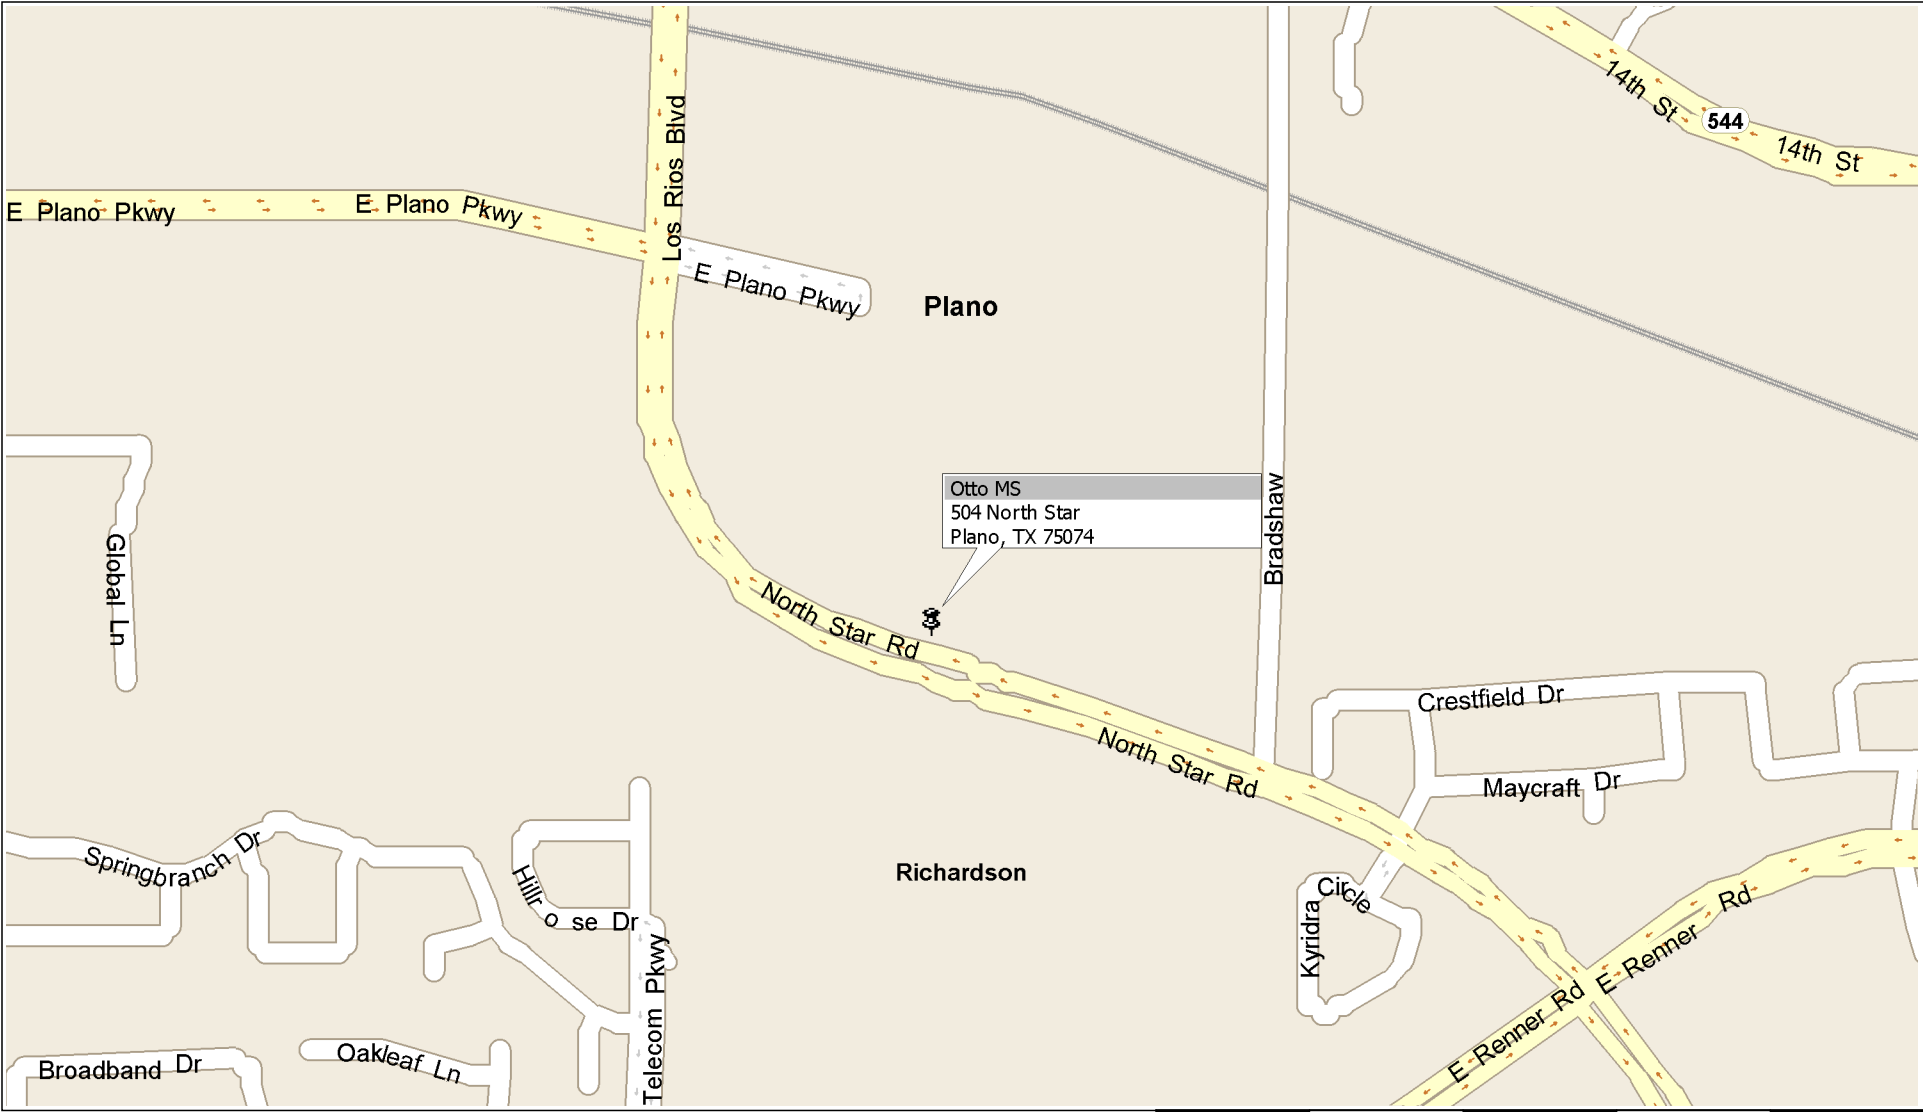 14th St
544
14th St
Los Rios Blvd
E Plano Pkwy
E Plano Pkwy
E Plano Pkwy
Plano
Otto MS
504 North Star
Plano, TX 75074
Bradshaw
Global Ln
North Star Rd
North Star Rd
Crestfield Dr
Maycraft Dr
Springbranch Dr
Hillrose Dr
Richardson
Kyridra Circle
E Renner Rd
E Renner Rd
Telecom Pkwy
Oakleaf Ln
Broadband Dr